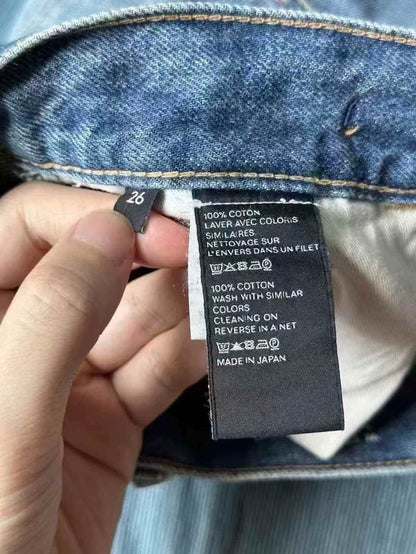 26
100% COTON
LAVER AVEC COLORIS
SIMILAIRES
NETTOYAGE SUR
L'ENVERS DANS UN FILET
100% COTTON
WASH WITH SIMILAR
COLORS
CLEANING ON
REVERSE IN A NET
MADE IN JAPAN